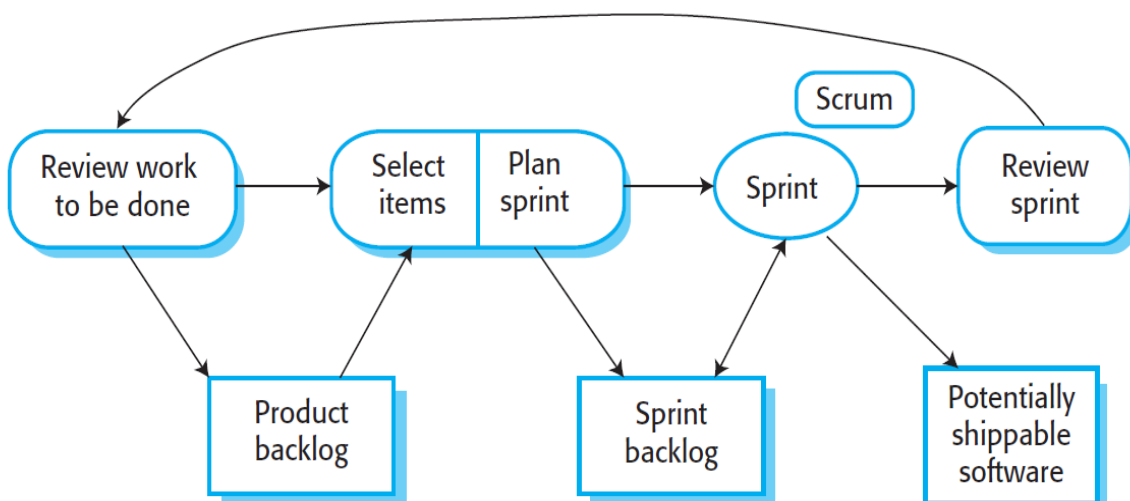 Scrum
Review work
to be done
Select
items
Plan
sprint
Sprint
Review
sprint
Product
backlog
Sprint
backlog
Potentially
shippable
software